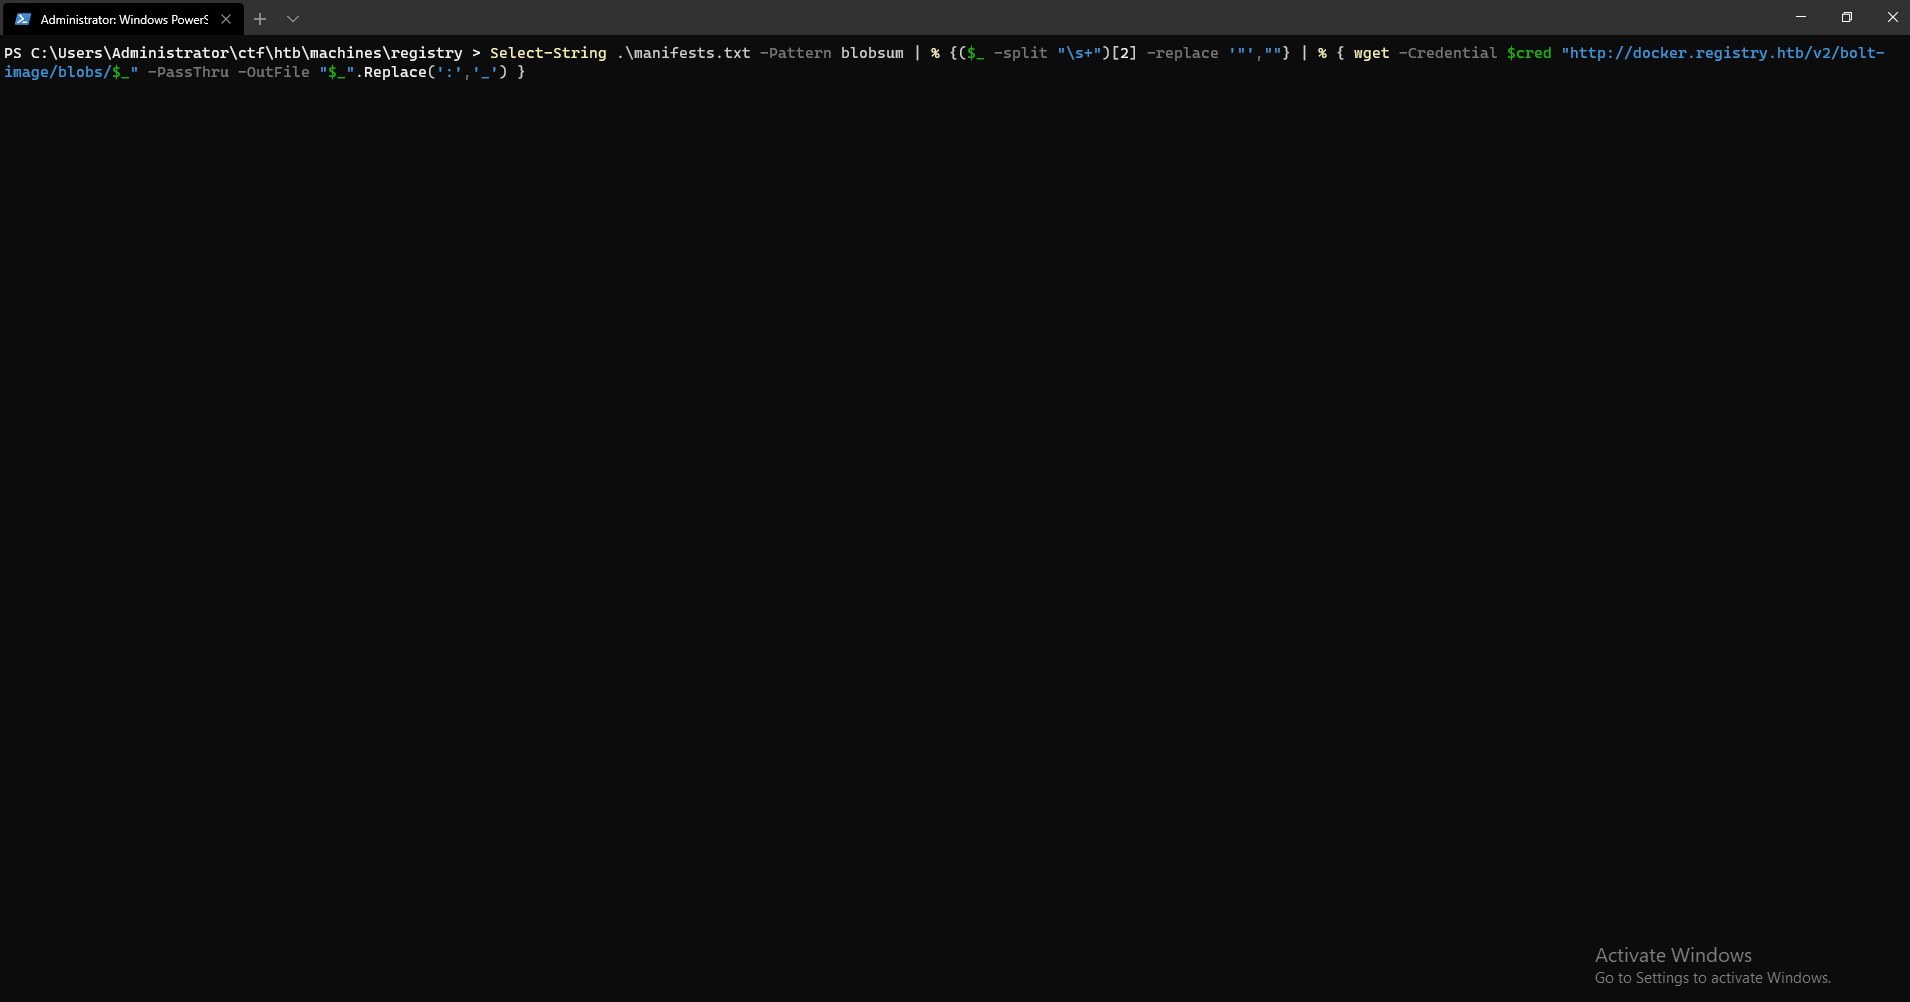 Administrator: Windows PowerS
PS C:\Users\Administrator\ctf\htb\machines\registry > Select-String .\manifests.txt -Pattern blobsum | % {($_ -split "\s+")[2] -replace '"',""} | % { wget -Credential $cred "http://docker.registry.htb/v2/bolt-
image/blobs/$_" -PassThru -OutFile "$_".Replace(':','_') }
Activate Windows
Go to Settings to activate Windows.